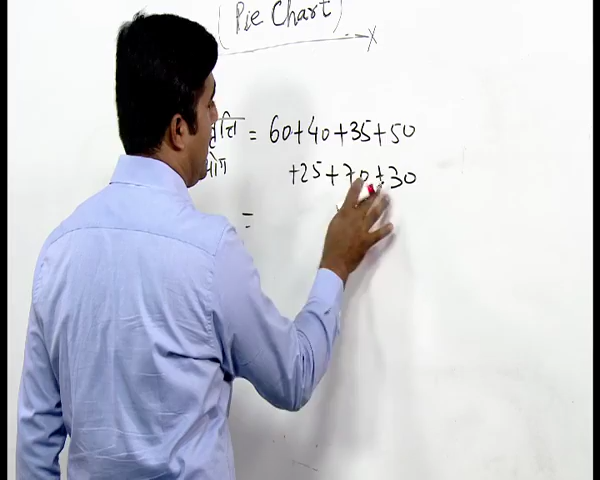 (Pie Chart)
= 60+40+35+50
+25+70+30
=